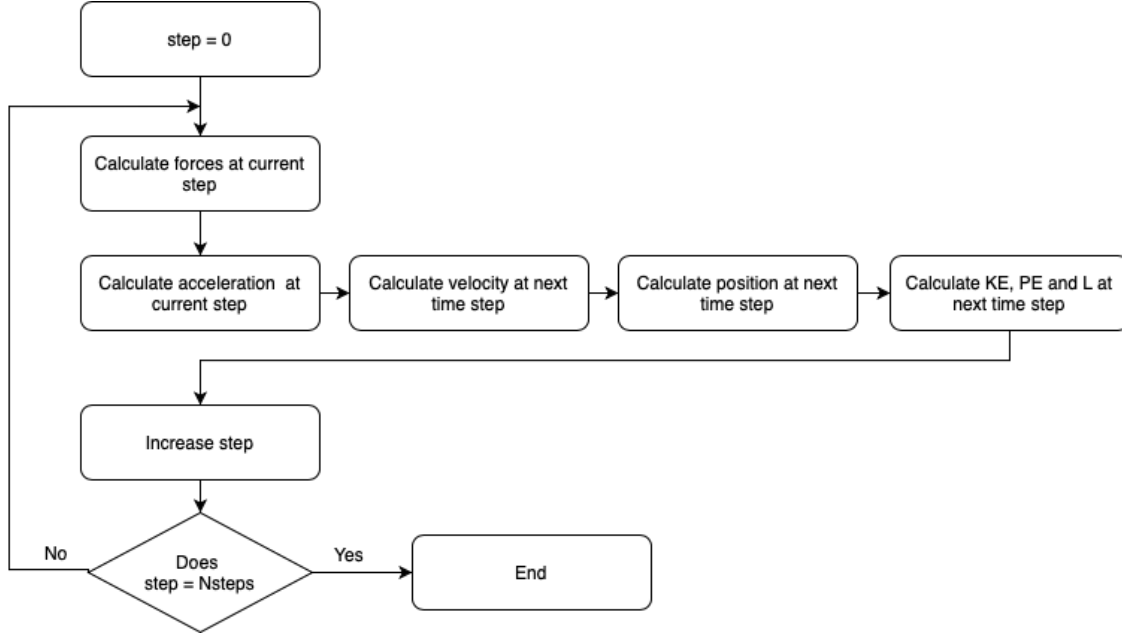 step = 0
Calculate forces at current
step
Calculate acceleration at
current step
Calculate velocity at next
time step
Calculate position at next
time step
Calculate KE, PE and L at
next time step
Increase step
No
Does
step = Nsteps
Yes
End